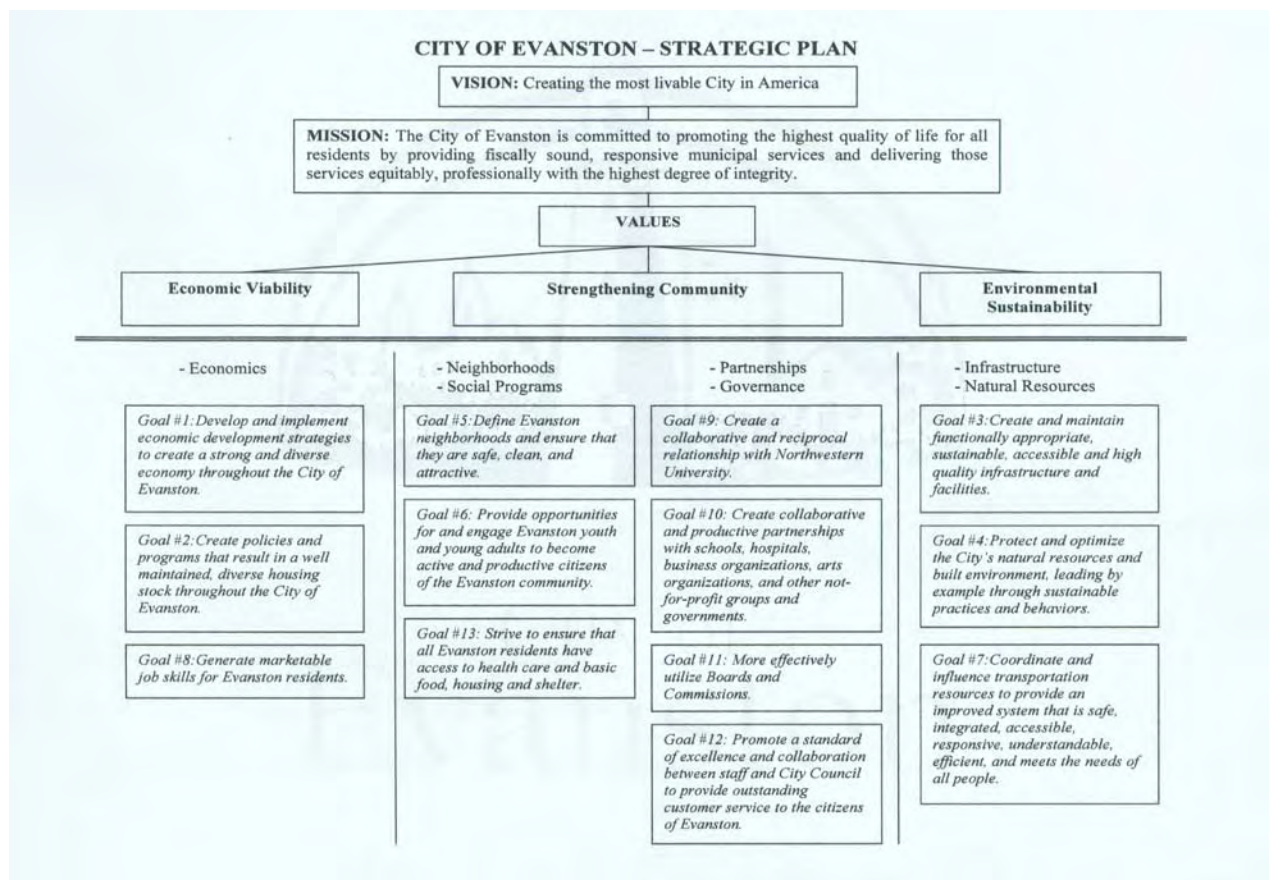 CITY OF EVANSTON – STRATEGIC PLAN
VISION: Creating the most livable City in America
MISSION: The City of Evanston is committed to promoting the highest quality of life for all
residents by providing fiscally sound, responsive municipal services and delivering those
services equitably, professionally with the highest degree of integrity.
VALUES
Economic Viability
Strengthening Community
Environmental
Sustainability
- Economics
Goal #1:Develop and implement
economic development strategies
to create a strong and diverse
economy throughout the City of
Evanston.
Goal #2:Create policies and
programs that result in a well
maintained, diverse housing
stock throughout the City of
Evanston.
Goal #8:Generate marketable
job skills for Evanston residents.
- Neighborhoods
- Social Programs
Goal #5:Define Evanston
neighborhoods and ensure that
they are safe, clean, and
attractive.
Goal #6: Provide opportunities
for and engage Evanston youth
and young adults to become
active and productive citizens
of the Evanston community.
Goal #13: Strive to ensure that
all Evanston residents have
access to health care and basic
food, housing and shelter.
- Partnerships
- Governance
Goal #9: Create a
collaborative and reciprocal
relationship with Northwestern
University.
Goal #10: Create collaborative
and productive partnerships
with schools, hospitals,
business organizations, arts
organizations, and other not-
for-profit groups and
governments.
Goal #11: More effectively
utilize Boards and
Commissions.
Goal #12: Promote a standard
of excellence and collaboration
between staff and City Council
to provide outstanding
customer service to the citizens
of Evanston.
- Infrastructure
- Natural Resources
Goal #3:Create and maintain
functionally appropriate,
sustainable, accessible and high
quality infrastructure and
facilities.
Goal #4:Protect and optimize
the City's natural resources and
built environment, leading by
example through sustainable
practices and behaviors.
Goal #7:Coordinate and
influence transportation
resources to provide an
improved system that is safe,
integrated, accessible,
responsive, understandable,
efficient, and meets the needs of
all people.